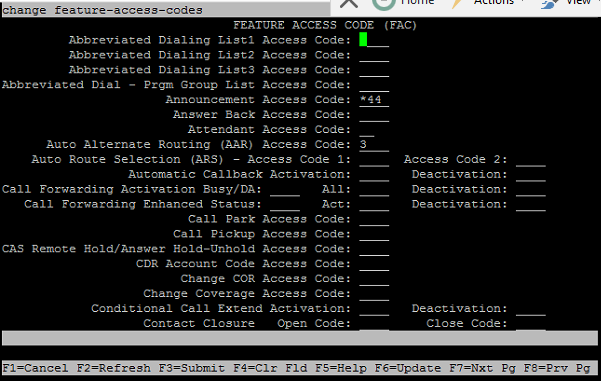 Home Actions View
change feature-access-codes
FEATURE ACCESS CODE (FAC)
Abbreviated Dialing List1 Access Code:
Abbreviated Dialing List2 Access Code:
Abbreviated Dialing List3 Access Code:
Abbreviated Dial - Prgm Group List Access Code:
Announcement Access Code: *44
Answer Back Access Code:
Attendant Access Code:
Auto Alternate Routing (AAR) Access Code: 3
Auto Route Selection (ARS) - Access Code 1: Access Code 2:
Automatic Callback Activation: Deactivation:
Call Forwarding Activation Busy/DA: All: Deactivation:
Call Forwarding Enhanced Status: Act: Deactivation:
Call Park Access Code:
Call Pickup Access Code:
CAS Remote Hold/Answer Hold-Unhold Access Code:
CDR Account Code Access Code:
Change COR Access Code:
Change Coverage Access Code:
Conditional Call Extend Activation: Deactivation:
Contact Closure Open Code: Close Code:
F1=Cancel F2=Refresh F3=Submit F4=Clr Fld F5=Help F6=Update F7=Nxt Pg F8=Prv Pg